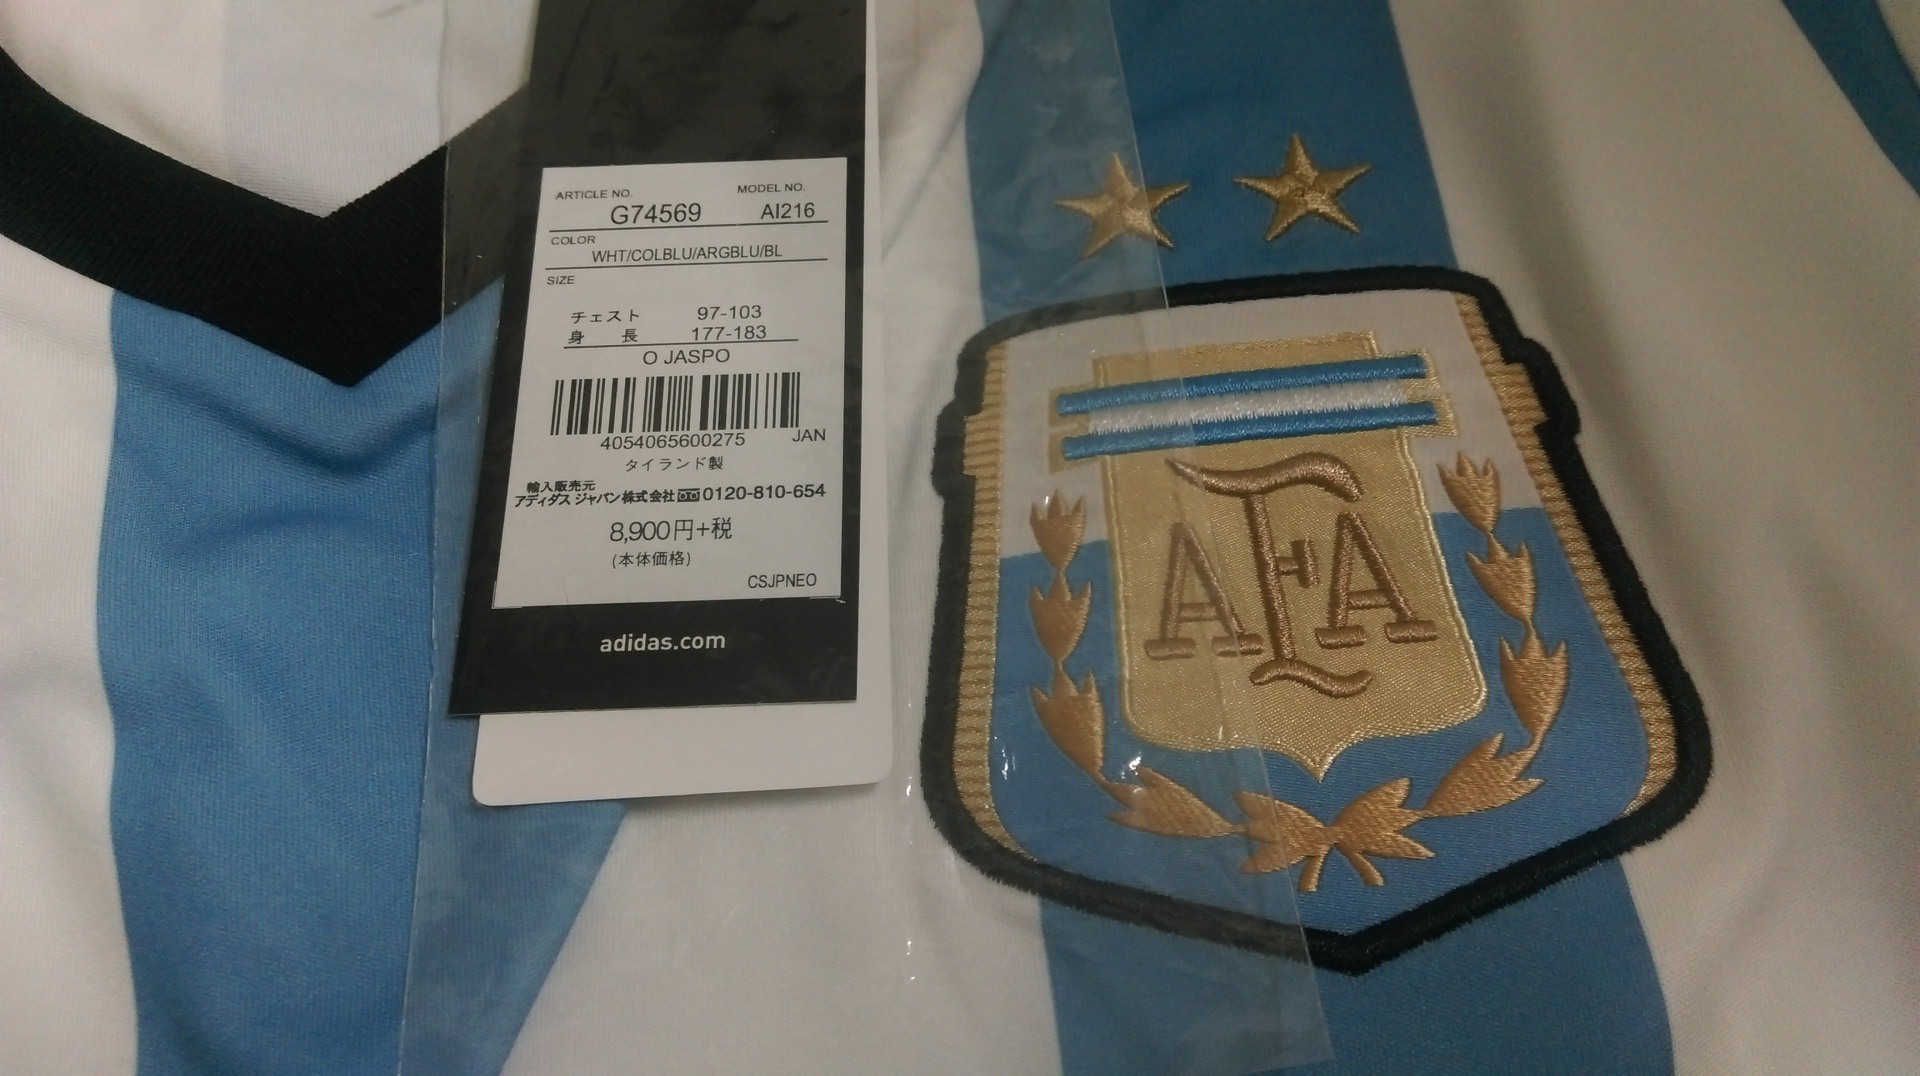 ARTICLE NO. MODEL NO.
G74569 AI216
COLOR
WHT/COLBLU/ARGBLU/BL
SIZE
チェスト 97-103
身長 177-183
O JASPO
4054065600275 JAN
タイランド製
輸入販売元
アディダス ジャパン株式会社 0120-810-654
8,900円+税
(本体価格)
CSJPNEO
adidas.com
AFA